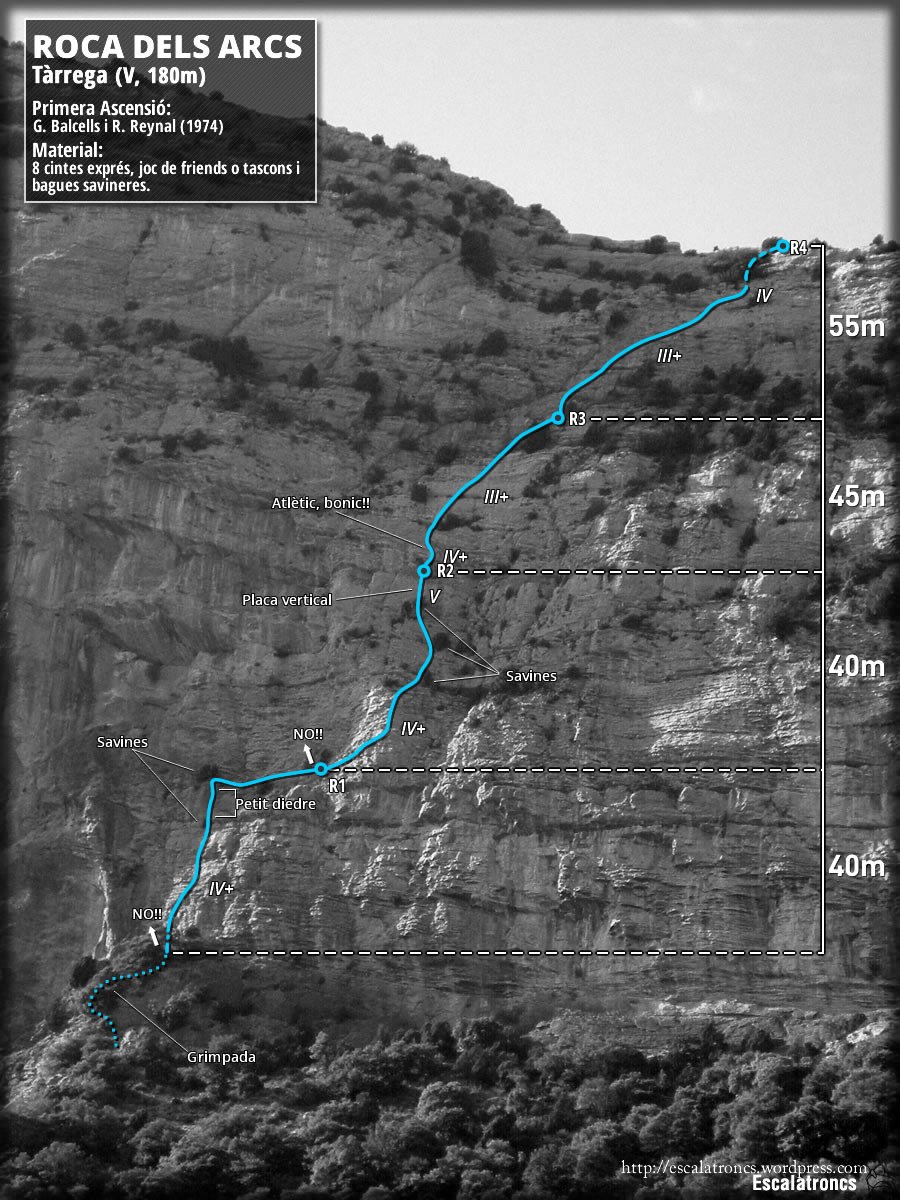 ROCA DELS ARCS
Tàrrega (V, 180m)
Primera Ascensió:
G. Balcells i R. Reynal (1974)
Material:
8 cintes exprés, joc de friends o tascons i
bagues savineres.
R4
IV
55m
III+
R3
III+
45m
Atlètic, bonic!!
IV+
R2
Placa vertical
V
Savines
40m
IV+
NO!!
Savines
R1
Petit diedre
40m
IV+
NO!!
Grimpada
http://escalatroncs.wordpress.com
Escalatroncs